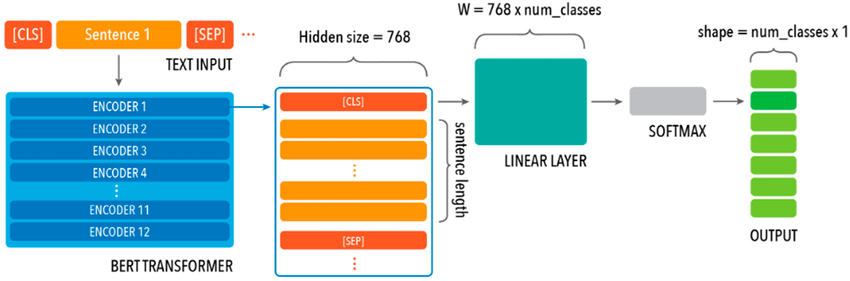 [CLS] Sentence 1 [SEP] ...
TEXT INPUT
ENCODER 1
ENCODER 2
ENCODER 3
ENCODER 4
⋮
ENCODER 11
ENCODER 12
BERT TRANSFORMER
Hidden size = 768
[CLS]
⋮
[SEP]
⋮
sentence length
W = 768 x num_classes
LINEAR LAYER
SOFTMAX
shape = num_classes x 1
OUTPUT